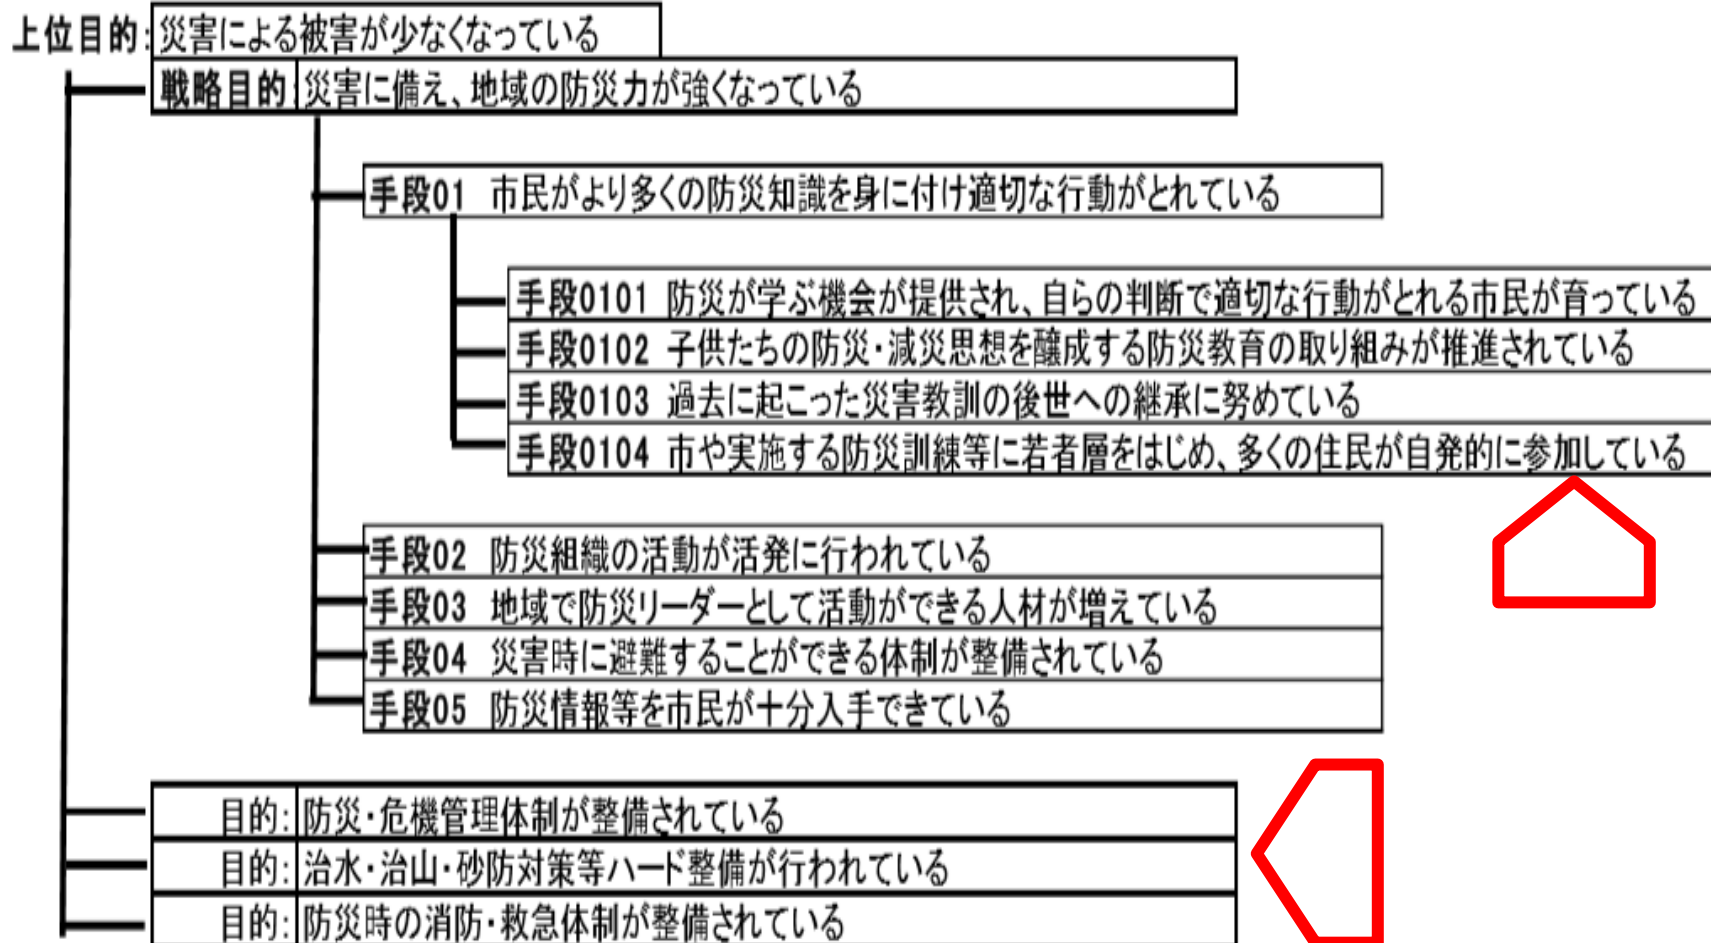 上位目的:災害による被害が少なくなっている
戦略目的:災害に備え、地域の防災力が強くなっている
手段01 市民がより多くの防災知識を身に付け適切な行動がとれている
手段0101 防災が学ぶ機会が提供され、自らの判断で適切な行動がとれる市民が育っている
手段0102 子供たちの防災・減災思想を醸成する防災教育の取り組みが推進されている
手段0103 過去に起こった災害教訓の後世への継承に努めている
手段0104 市や実施する防災訓練等に若者層をはじめ、多くの住民が自発的に参加している
手段02 防災組織の活動が活発に行われている
手段03 地域で防災リーダーとして活動ができる人材が増えている
手段04 災害時に避難することができる体制が整備されている
手段05 防災情報等を市民が十分入手できている
目的:防災・危機管理体制が整備されている
目的:治水・治山・砂防対策等ハード整備が行われている
目的:防災時の消防・救急体制が整備されている